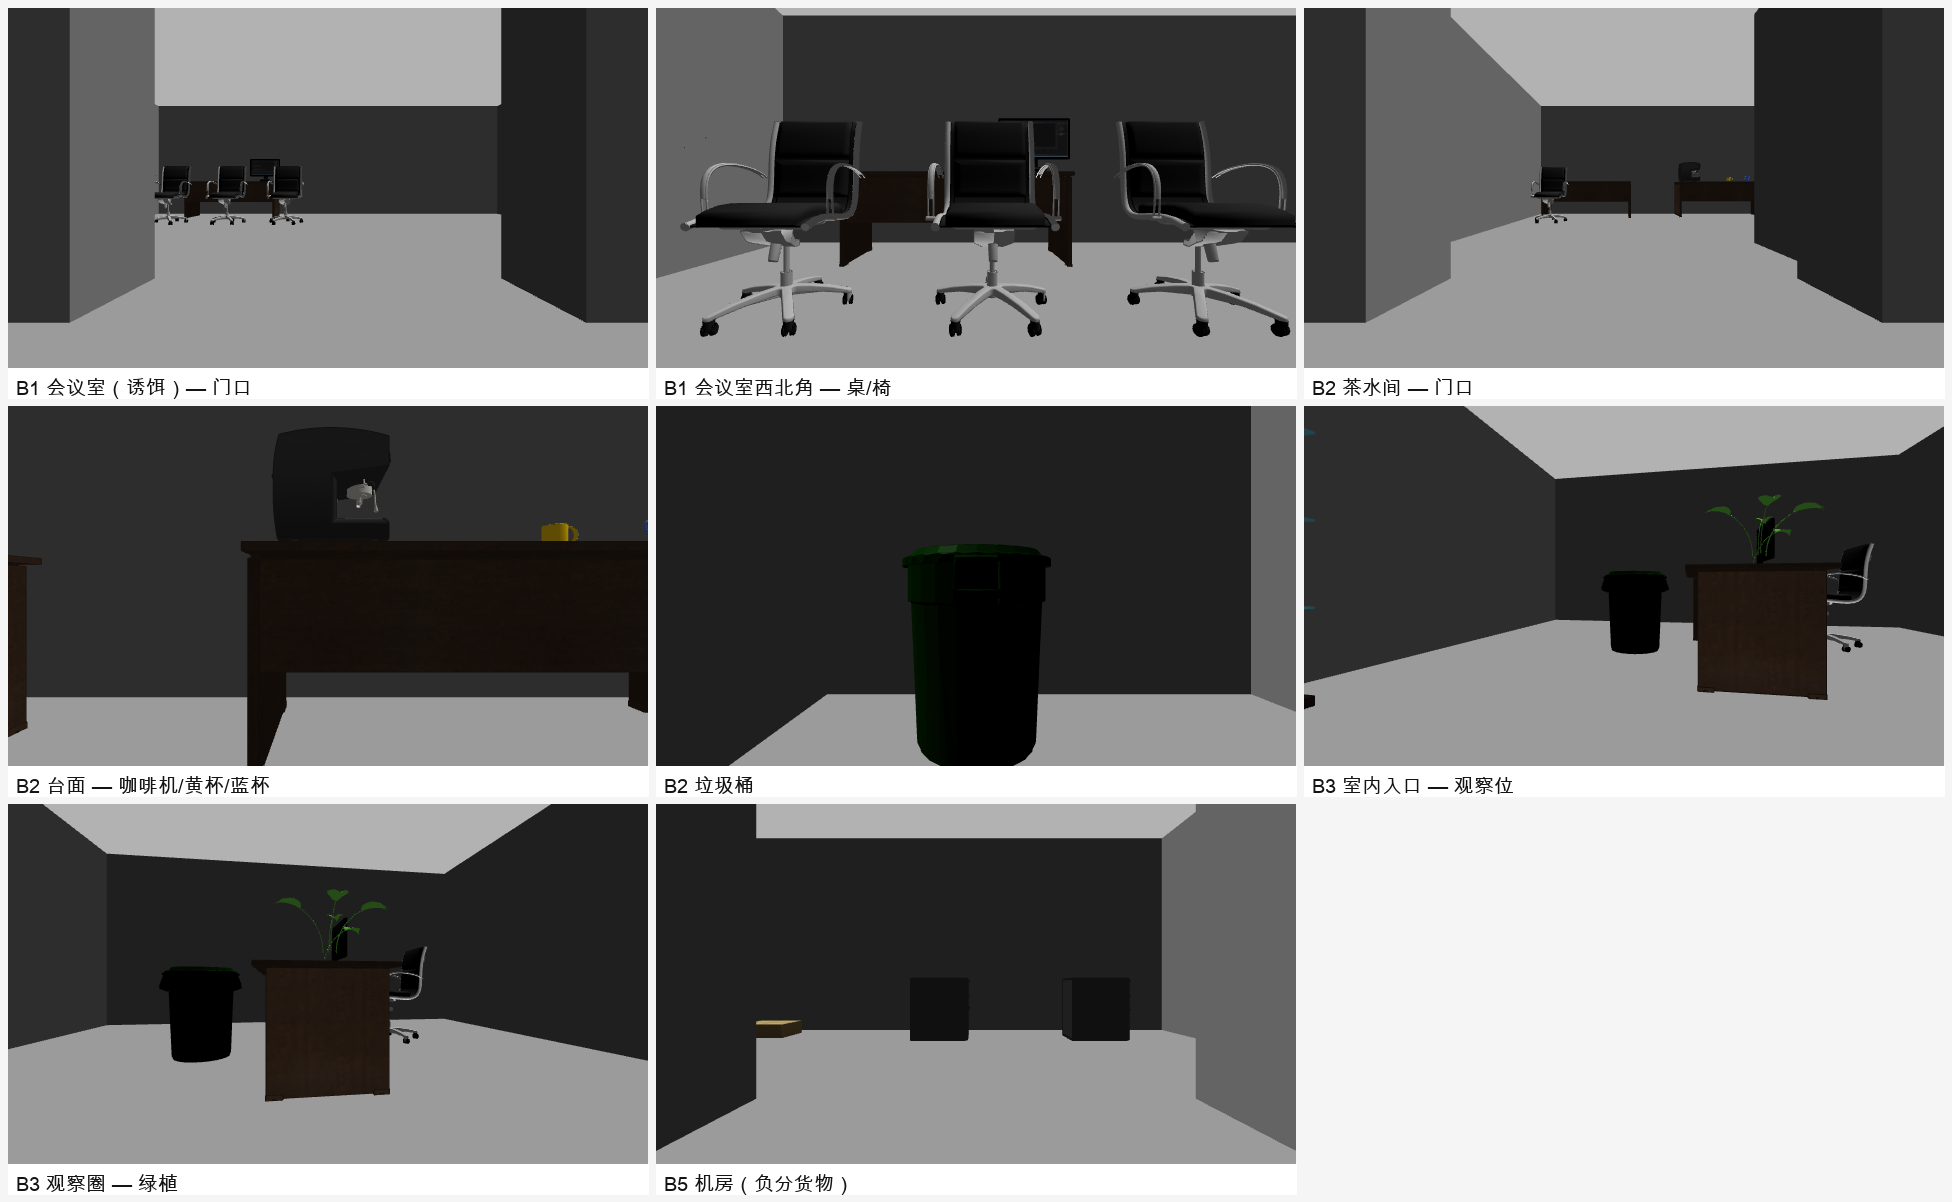 B1 会议室 ( 诱饵 ) — 门口
B1 会议室西北角 — 桌/椅
B2 茶水间 — 门口
B2 台面 — 咖啡机/黄杯/蓝杯
B2 垃圾桶
B3 室内入口 — 观察位
B3 观察圈 — 绿植
B5 机房 ( 负分货物 )